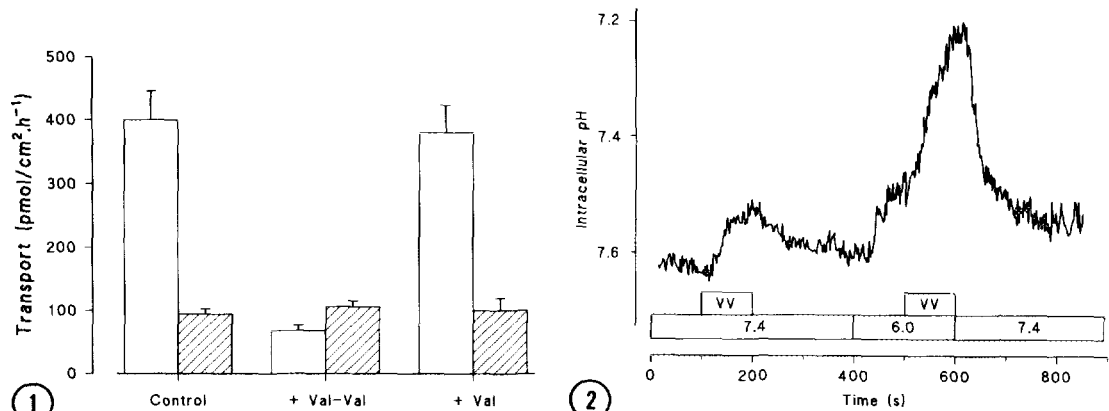 500
400
300
200
100
0
Transport (pmol/cm².h⁻¹)
Control
+ Val-Val
+ Val
1
7.2
7.4
7.6
Intracellular pH
VV
VV
7.4
6.0
7.4
0
200
400
600
800
Time (s)
2